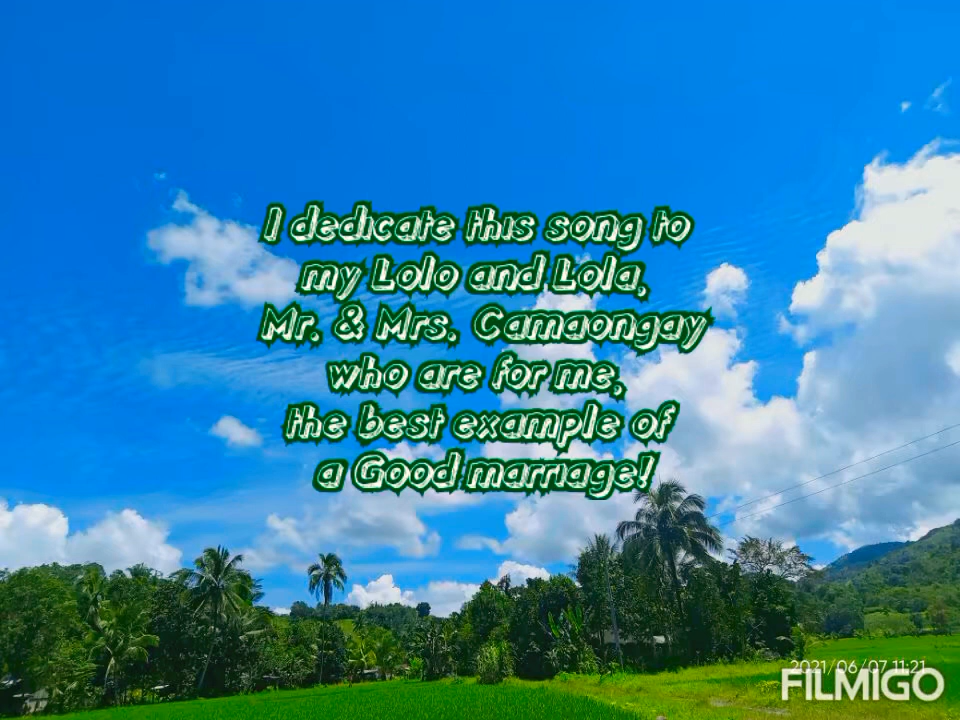 I dedicate this song to
my Lolo and Lola,
Mr. & Mrs. Camaongay
who are for me,
the best example of
a Good marriage!
2021/06/07 11:21
FILMIGO